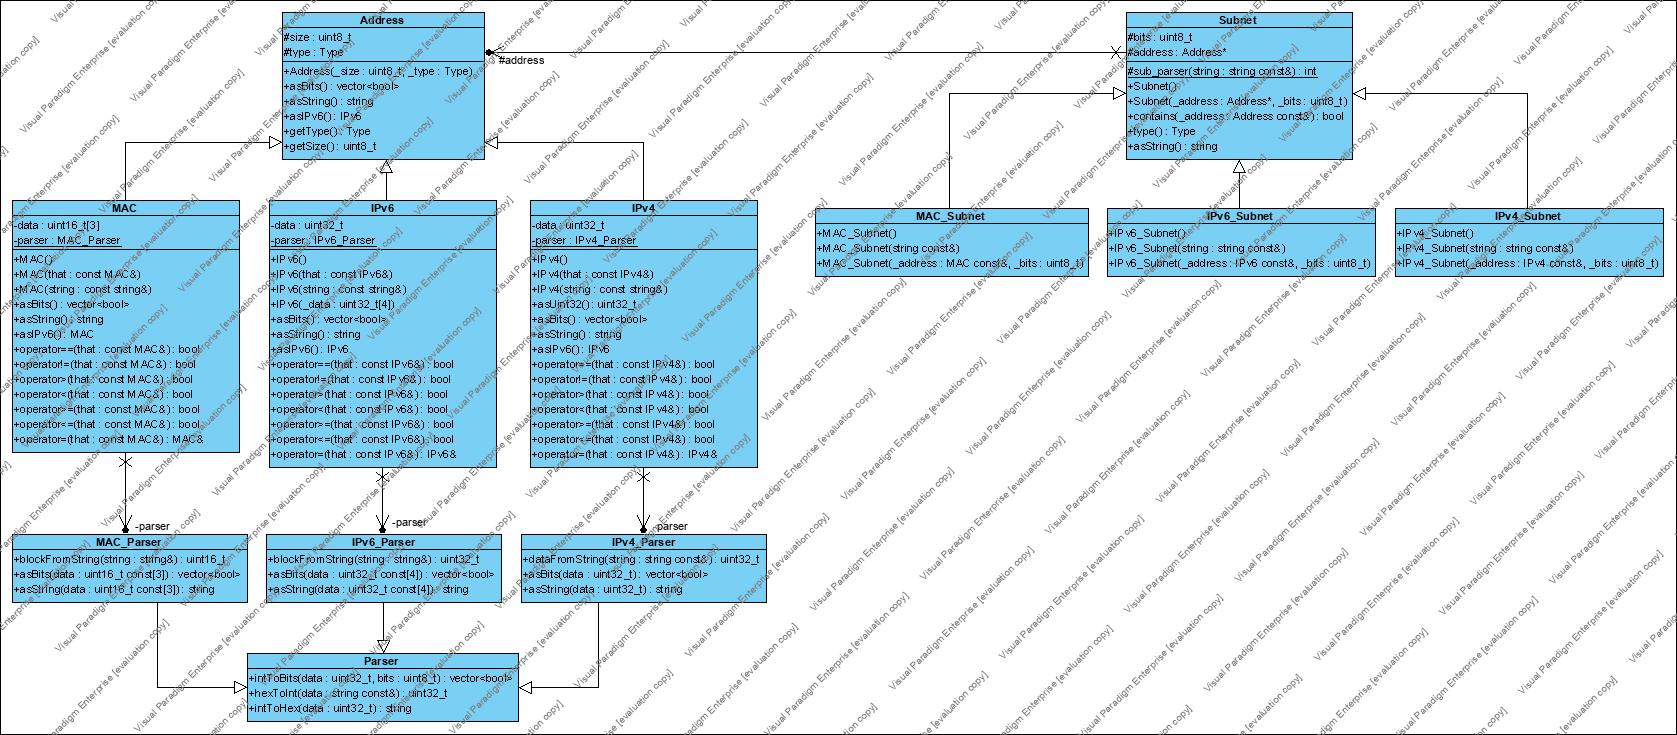 Address
#size : uint8_t
#type : Type
+Address(_size : uint8_t, _type : Type)
+asBits() : vector<bool>
+asString() : string
+asIPv6() : IPv6
+getType() : Type
+getSize() : uint8_t
#address
Subnet
#bits : uint8_t
#address : Address*
#sub_parser(string : string const&) : int
+Subnet()
+Subnet(_address : Address*, _bits : uint8_t)
+contains(_address : Address const&) : bool
+type() : Type
+asString() : string
MAC
-data : uint16_t[3]
-parser : MAC_Parser
+MAC()
+MAC(that : const MAC&)
+MAC(string : const string&)
+asBits() : vector<bool>
+asString() : string
+asIPv6() : MAC
+operator==(that : const MAC&) : bool
+operator!=(that : const MAC&) : bool
+operator>(that : const MAC&) : bool
+operator<(that : const MAC&) : bool
+operator>=(that : const MAC&) : bool
+operator<=(that : const MAC&) : bool
+operator=(that : const MAC&) : MAC&
IPv6
-data : uint32_t
-parser : IPv6_Parser
+IPv6()
+IPv6(that : const IPv6&)
+IPv6(string : const string&)
+IPv6(_data : uint32_t[4])
+asBits() : vector<bool>
+asString() : string
+asIPv6() : IPv6
+operator==(that : const IPv6&) : bool
+operator!=(that : const IPv6&) : bool
+operator>(that : const IPv6&) : bool
+operator<(that : const IPv6&) : bool
+operator>=(that : const IPv6&) : bool
+operator<=(that : const IPv6&) : bool
+operator=(that : const IPv6&) : IPv6&
IPv4
-data : uint32_t
-parser : IPv4_Parser
+IPv4()
+IPv4(that : const IPv4&)
+IPv4(string : const string&)
+asUint32() : uint32_t
+asBits() : vector<bool>
+asString() : string
+asIPv6() : IPv6
+operator==(that : const IPv4&) : bool
+operator!=(that : const IPv4&) : bool
+operator>(that : const IPv4&) : bool
+operator<(that : const IPv4&) : bool
+operator>=(that : const IPv4&) : bool
+operator<=(that : const IPv4&) : bool
+operator=(that : const IPv4&) : IPv4&
MAC_Subnet
+MAC_Subnet()
+MAC_Subnet(string const&)
+MAC_Subnet(_address : MAC const&, _bits : uint8_t)
IPv6_Subnet
+IPv6_Subnet()
+IPv6_Subnet(string : string const&)
+IPv6_Subnet(_address : IPv6 const&, _bits : uint8_t)
IPv4_Subnet
+IPv4_Subnet()
+IPv4_Subnet(string : string const&)
+IPv4_Subnet(_address : IPv4 const&, _bits : uint8_t)
-parser
-parser
-parser
MAC_Parser
+blockFromString(string : string&) : uint16_t
+asBits(data : uint16_t const[3]) : vector<bool>
+asString(data : uint16_t const[3]) : string
IPv6_Parser
+blockFromString(string : string&) : uint32_t
+asBits(data : uint32_t const[4]) : vector<bool>
+asString(data : uint32_t const[4]) : string
IPv4_Parser
+dataFromString(string : string const&) : uint32_t
+asBits(data : uint32_t) : vector<bool>
+asString(data : uint32_t) : string
Parser
+intToBits(data : uint32_t, bits : uint8_t) : vector<bool>
+hexToInt(data : string const&) : uint32_t
+intToHex(data : uint32_t) : string
Visual Paradigm Enterprise [evaluation copy]